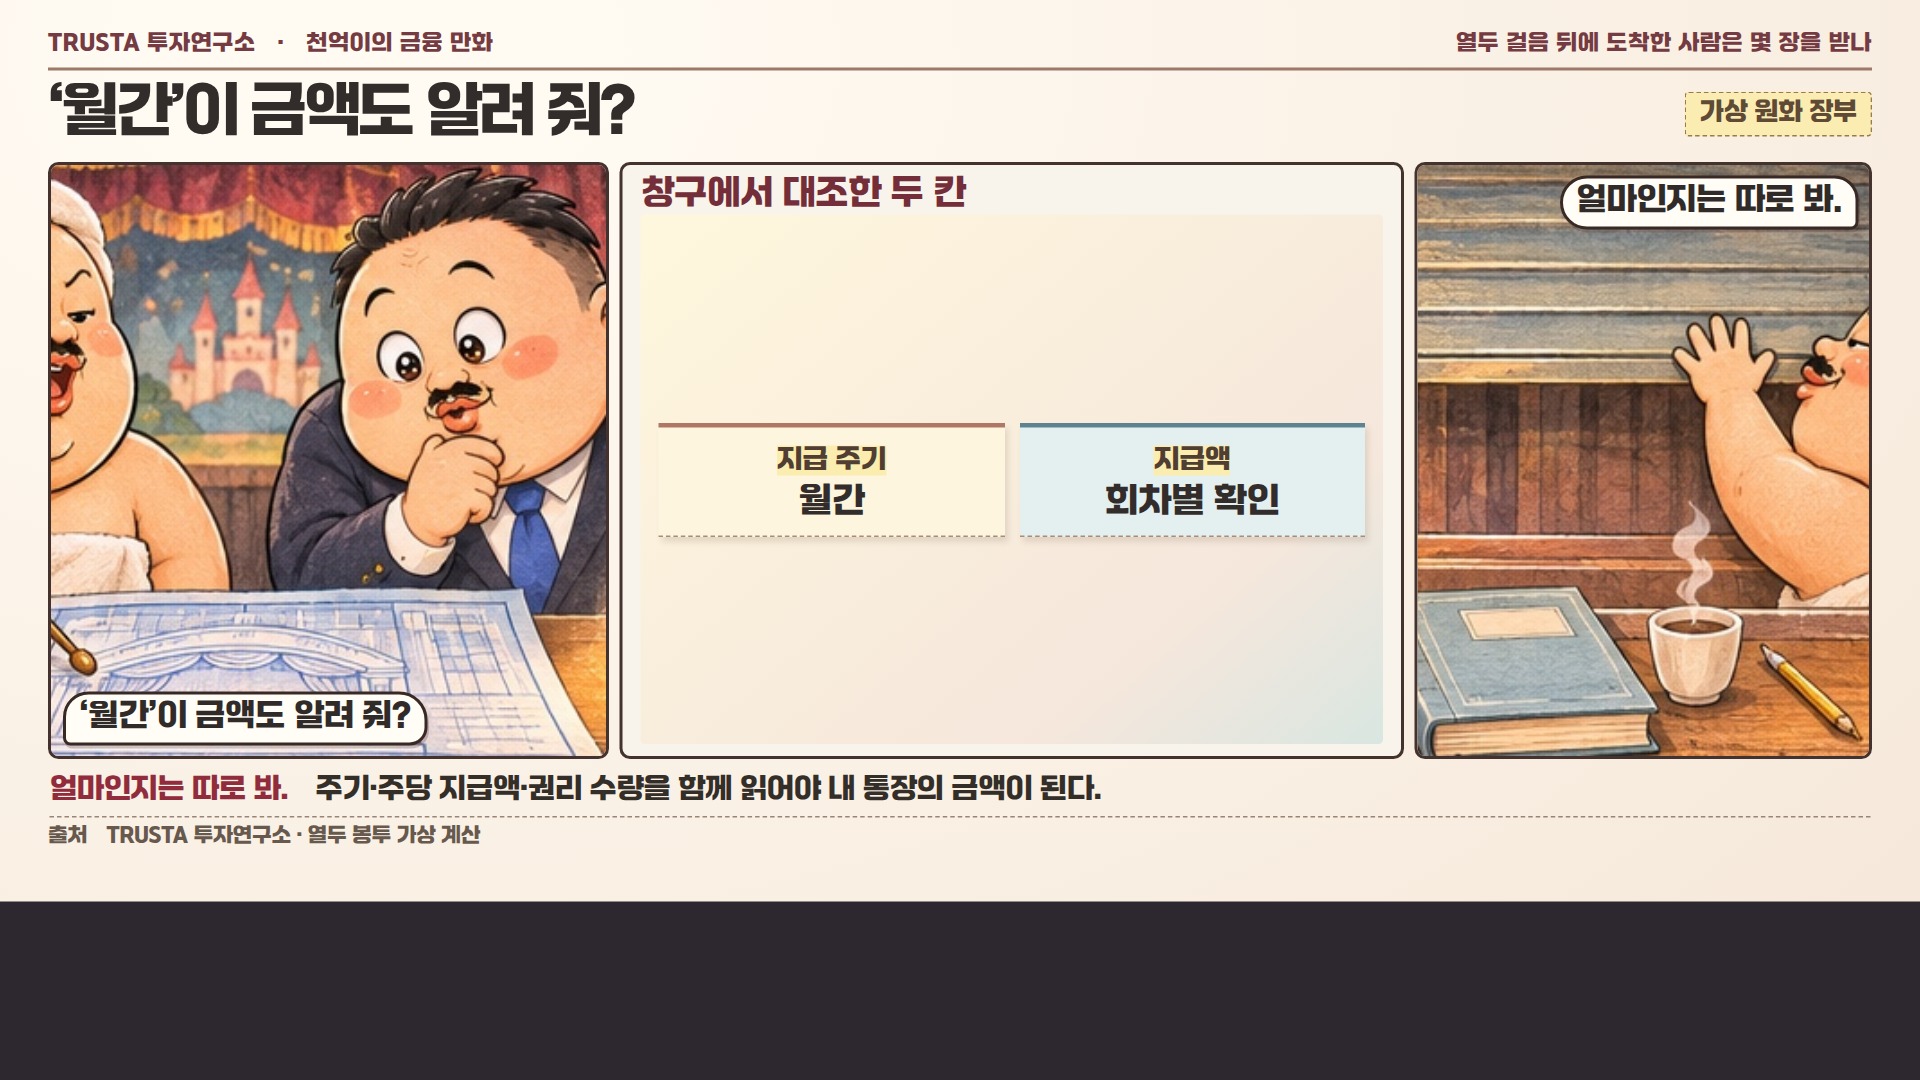 TRUSTA 투자연구소 · 천억이의 금융 만화
열두 걸음 뒤에 도착한 사람은 몇 장을 받나
‘월간’이 금액도 알려 줘?
가상 원화 장부
‘월간’이 금액도 알려 줘?
창구에서 대조한 두 칸
지급 주기
월간
지급액
회차별 확인
얼마인지는 따로 봐.
얼마인지는 따로 봐. 주기·주당 지급액·권리 수량을 함께 읽어야 내 통장의 금액이 된다.
출처 TRUSTA 투자연구소 · 열두 봉투 가상 계산